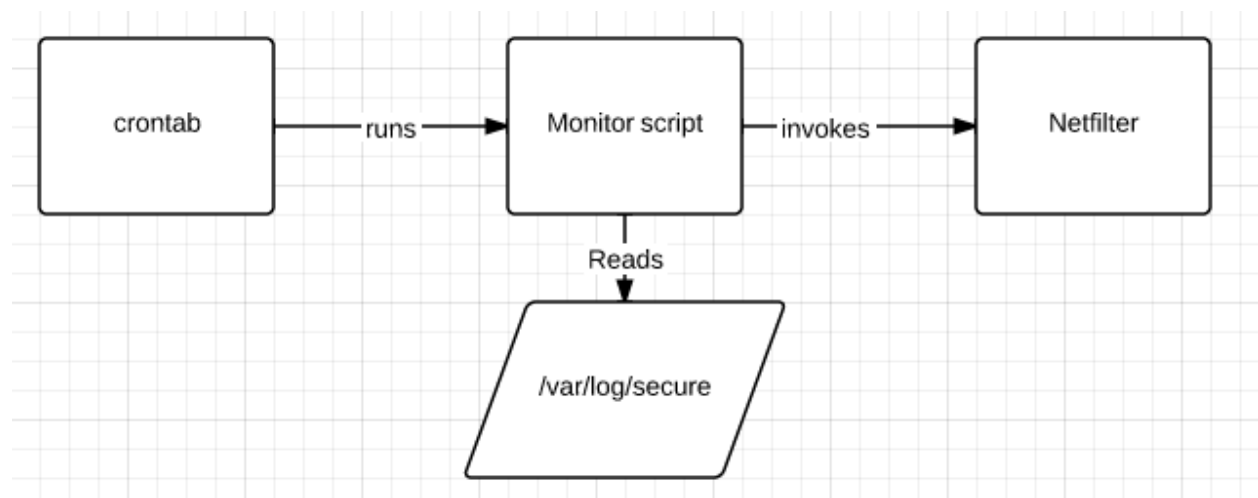 crontab
runs
Monitor script
invokes
Netfilter
Reads
/var/log/secure